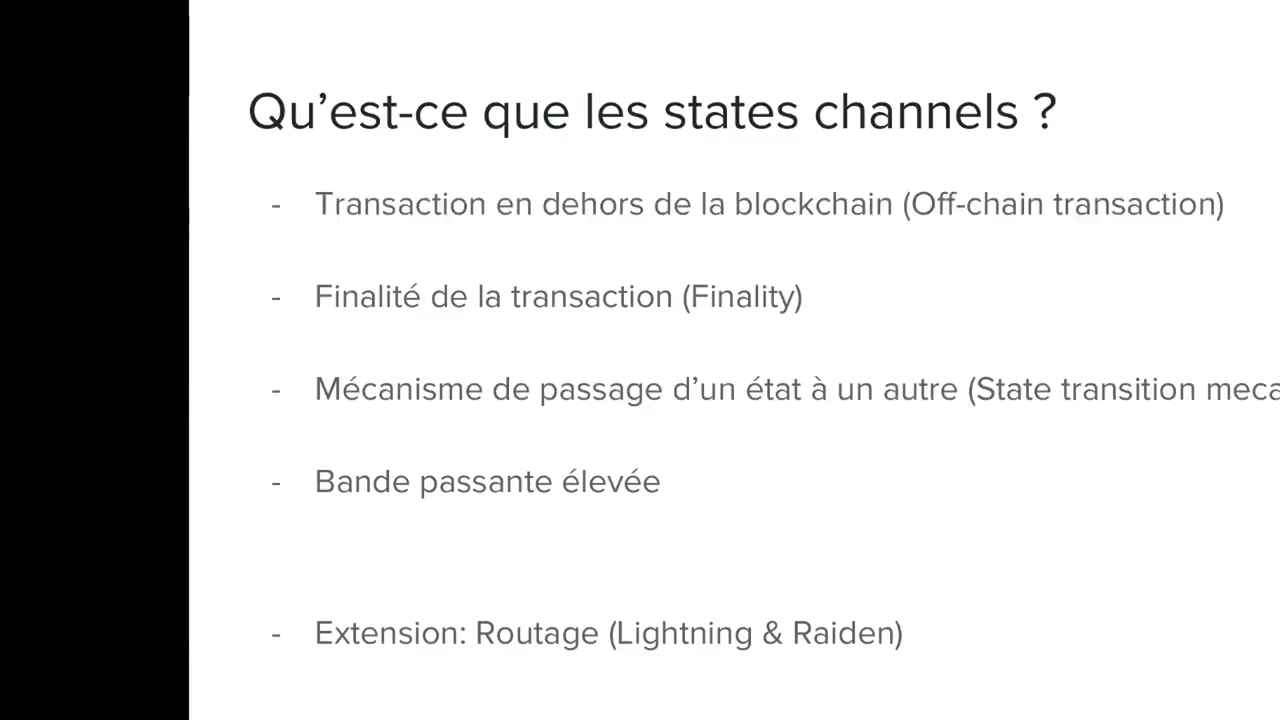 Qu’est-ce que les states channels ?
- Transaction en dehors de la blockchain (Off-chain transaction)
- Finalité de la transaction (Finality)
- Mécanisme de passage d’un état à un autre (State transition meca
- Bande passante élevée
- Extension: Routage (Lightning & Raiden)